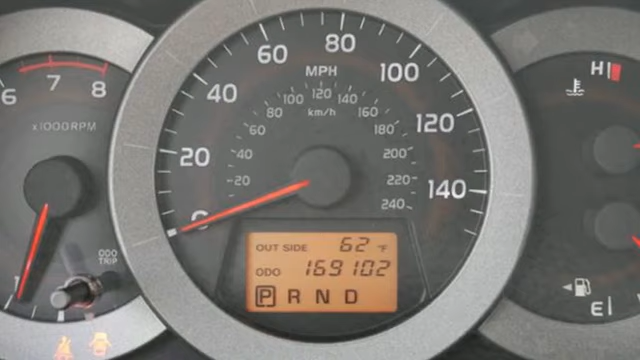 6 7 8
x1000RPM
1
ODO
TRIP
0 20 40 60 80 100 120 140
MPH
20 40 60 80 100 120 140 160 180 200 220 240
km/h
OUT SIDE 62 °F
ODO 169102
P R N D
H
E